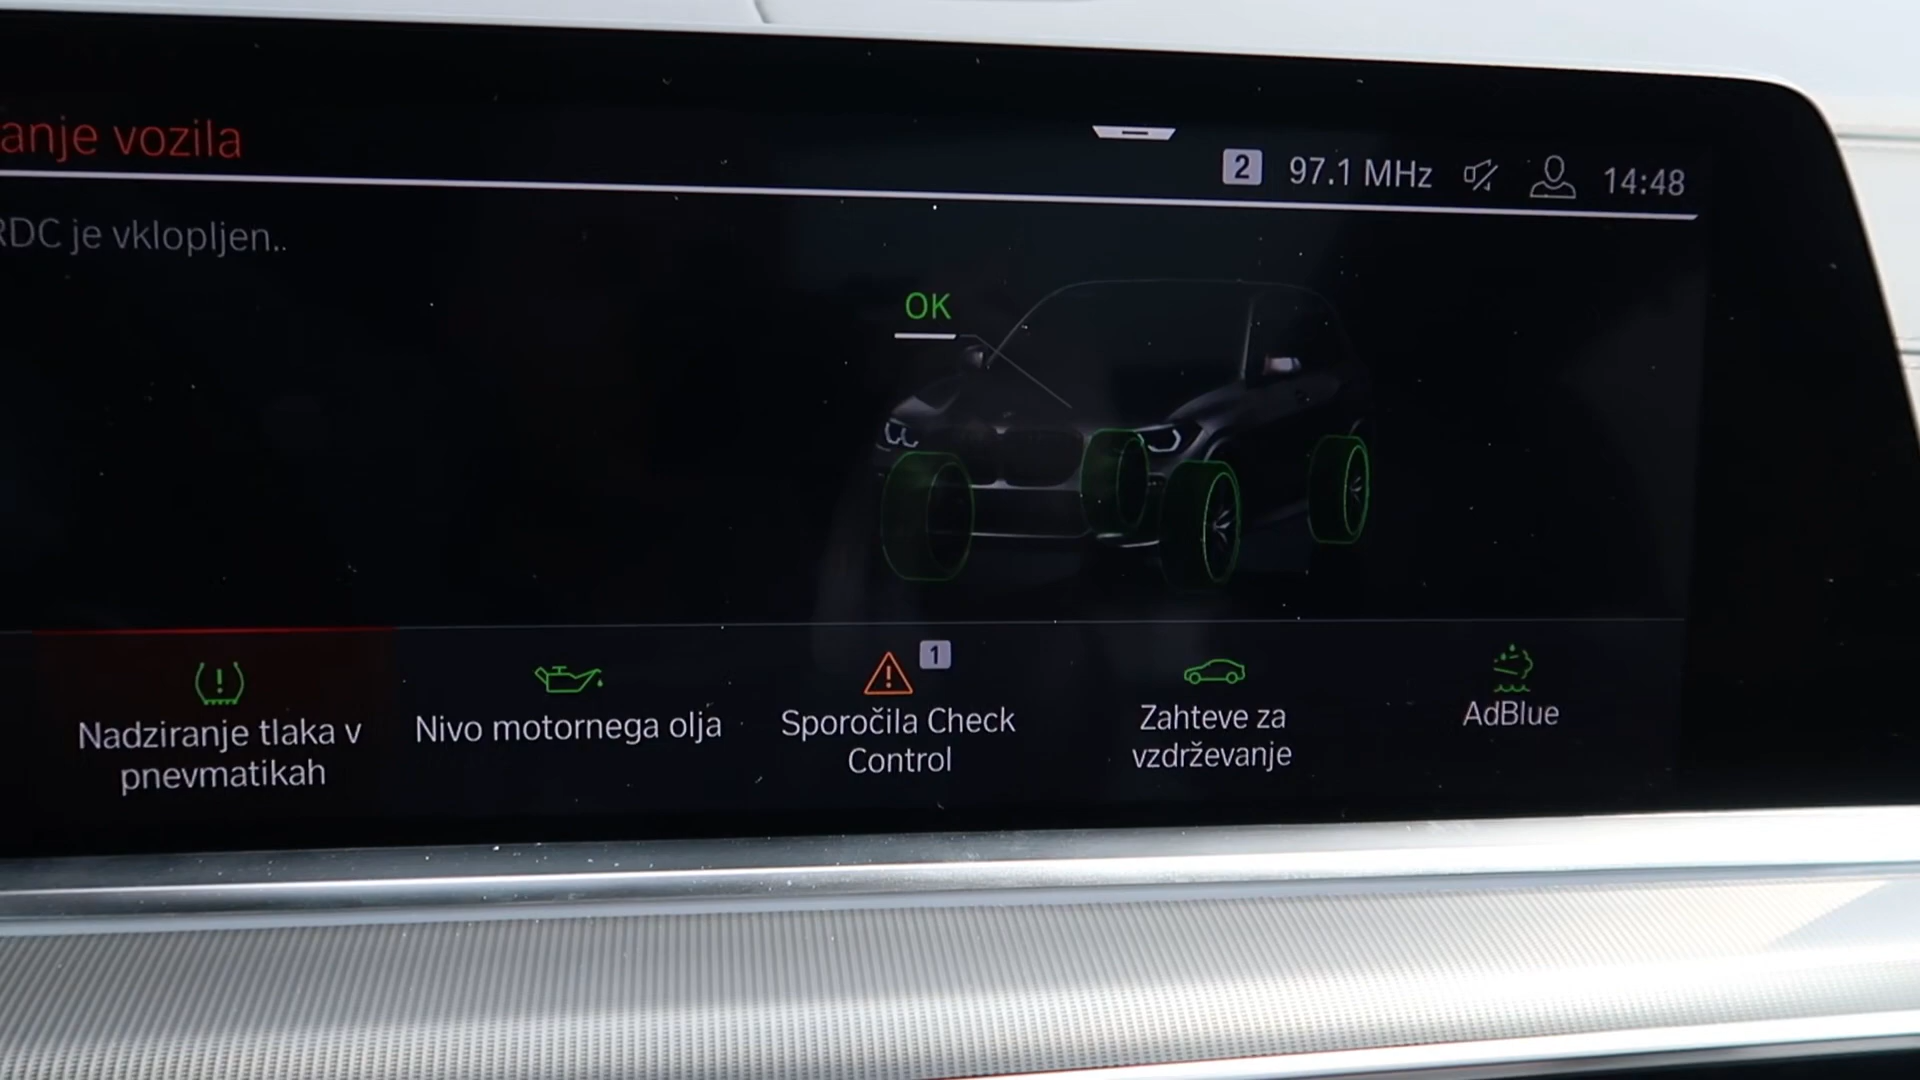 anje vozila
2 97.1 MHz 14:48
RDC je vklopljen..
OK
1
Nadziranje tlaka v
pnevmatikah
Nivo motornega olja
Sporočila Check
Control
Zahteve za
vzdrževanje
AdBlue